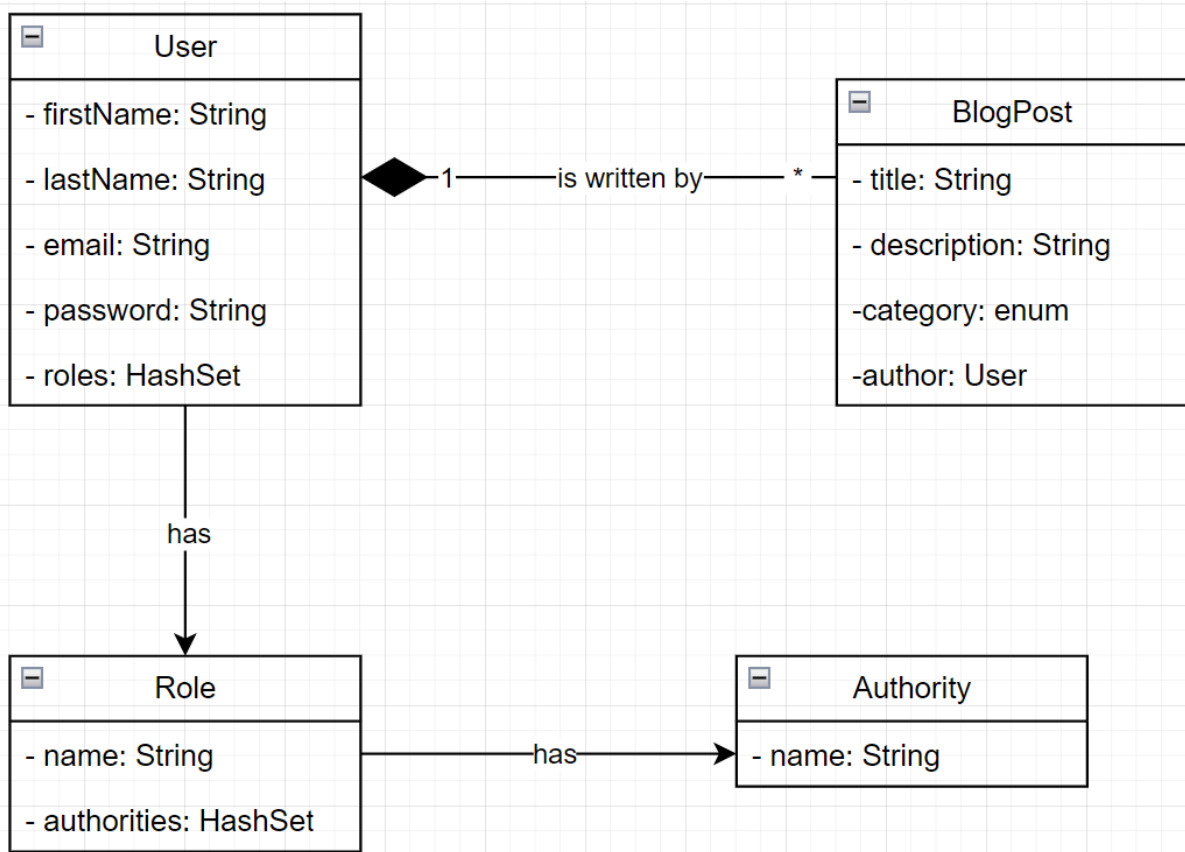 User
- firstName: String
- lastName: String
- email: String
- password: String
- roles: HashSet
1 is written by *
BlogPost
- title: String
- description: String
-category: enum
-author: User
has
Role
- name: String
- authorities: HashSet
has
Authority
- name: String